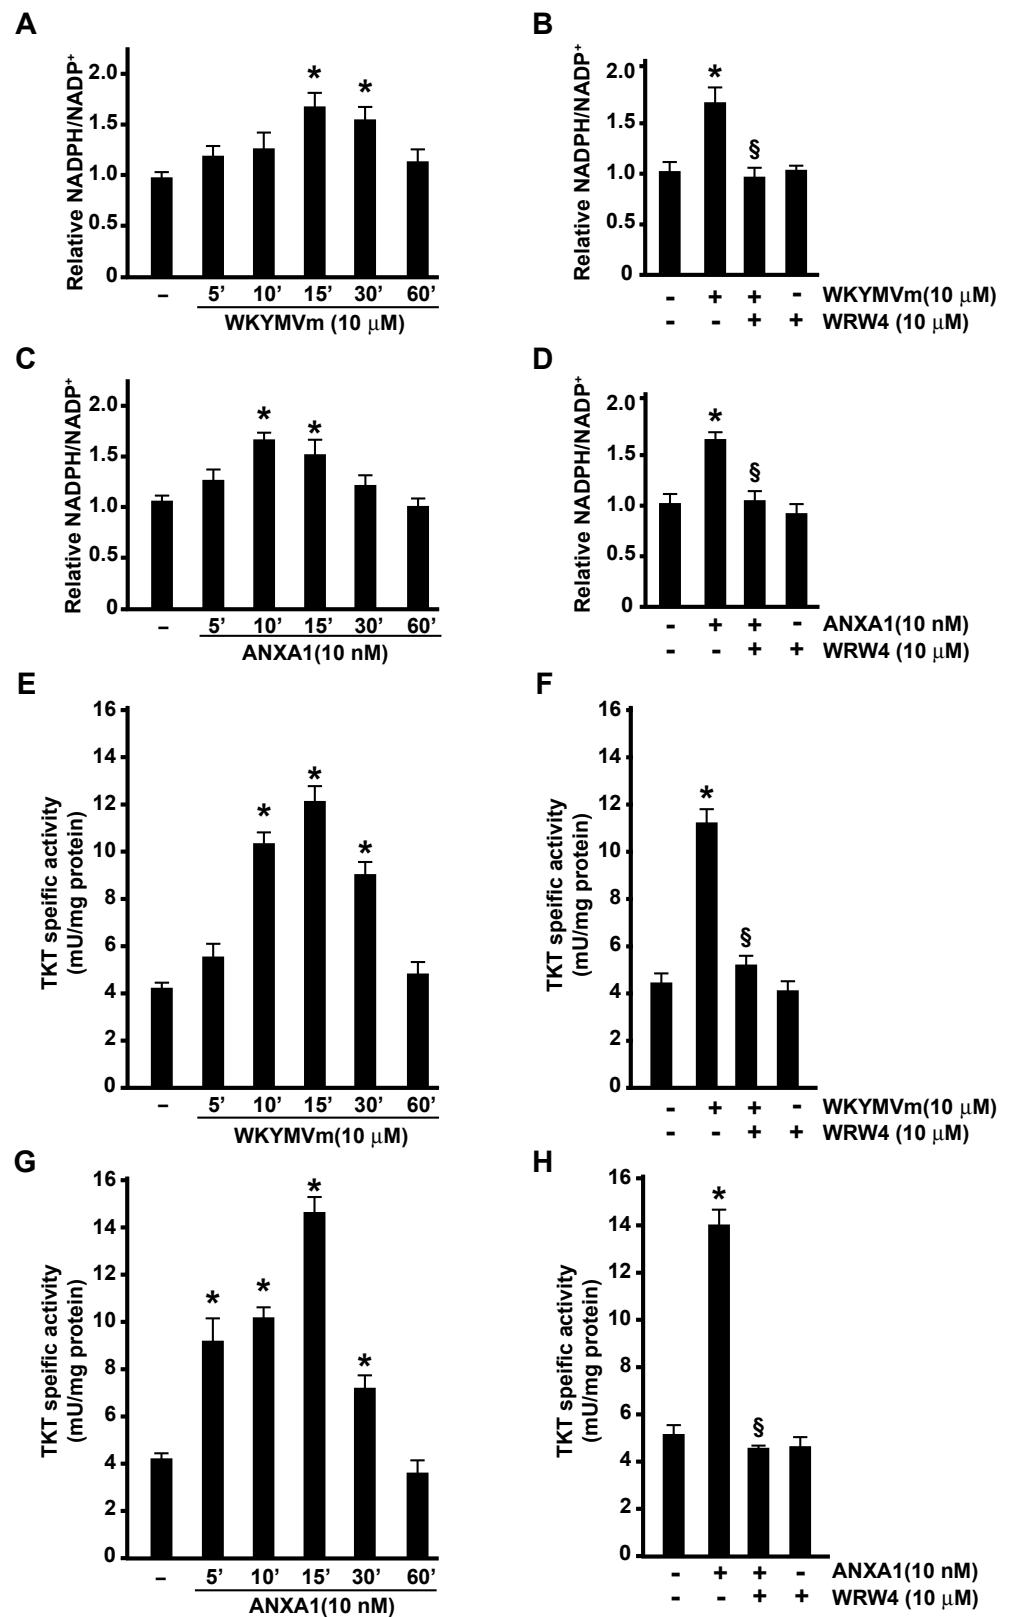 A
Relative NADPH/NADP⁺
2.0
1.5
1.0
0.5
0
* *
– 5’ 10’ 15’ 30’ 60’
WKYMVm (10 μM)
B
Relative NADPH/NADP⁺
2.0
1.5
1.0
0.5
0
* §
- + + - WKYMVm(10 μM)
- - + + WRW4 (10 μM)
C
Relative NADPH/NADP⁺
2.0
1.5
1.0
0.5
0
* *
– 5’ 10’ 15’ 30’ 60’
ANXA1(10 nM)
D
Relative NADPH/NADP⁺
2.0
1.5
1.0
0.5
0
* §
- + + - ANXA1(10 nM)
- - + + WRW4 (10 μM)
E
TKT speific activity
(mU/mg protein)
16
14
12
10
8
6
4
2
0
* * *
– 5’ 10’ 15’ 30’ 60’
WKYMVm(10 μM)
F
TKT specific activity
(mU/mg protein)
16
14
12
10
8
6
4
2
0
* §
- + + - WKYMVm(10 μM)
- - + + WRW4 (10 μM)
G
TKT speific activity
(mU/mg protein)
16
14
12
10
8
6
4
2
0
* * * *
– 5’ 10’ 15’ 30’ 60’
ANXA1(10 nM)
H
TKT speific activity
(mU/mg protein)
16
14
12
10
8
6
4
2
0
* §
- + + - ANXA1(10 nM)
- - + + WRW4 (10 μM)